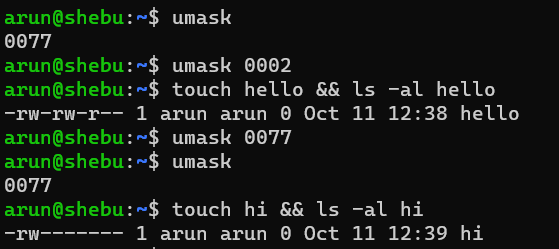 arun@shebu:~$ umask
0077
arun@shebu:~$ umask 0002
arun@shebu:~$ touch hello && ls -al hello
-rw-rw-r-- 1 arun arun 0 Oct 11 12:38 hello
arun@shebu:~$ umask 0077
arun@shebu:~$ umask
0077
arun@shebu:~$ touch hi && ls -al hi
-rw------- 1 arun arun 0 Oct 11 12:39 hi